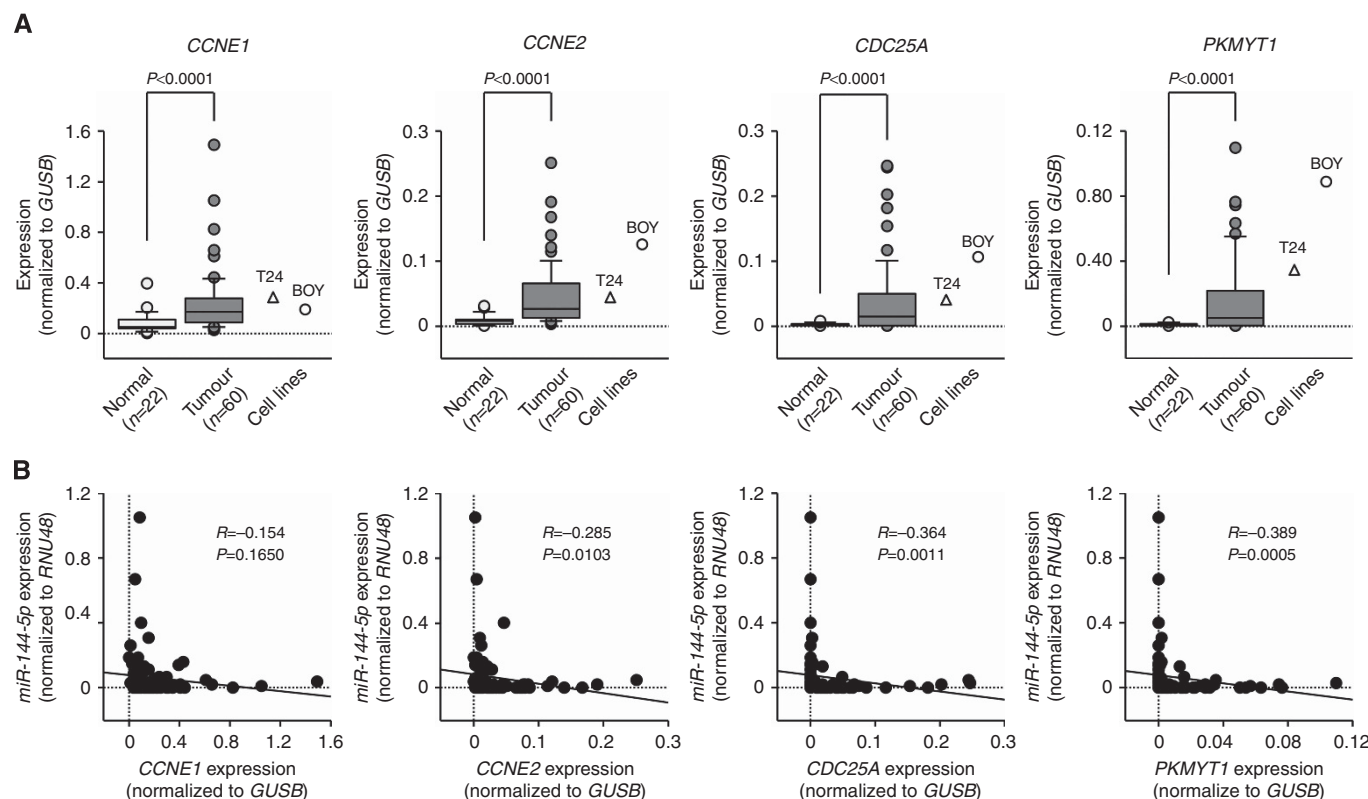 A
CCNE1
P<0.0001
Expression
(normalized to GUSB)
1.6
1.2
0.8
0.4
0
T24
BOY
Normal
(n=22)
Tumour
(n=60)
Cell lines
CCNE2
P<0.0001
Expression
(normalized to GUSB)
0.3
0.2
0.1
0
BOY
T24
Normal
(n=22)
Tumour
(n=60)
Cell lines
CDC25A
P<0.0001
Expression
(normalized to GUSB)
0.3
0.2
0.1
0
BOY
T24
Normal
(n=22)
Tumour
(n=60)
Cell lines
PKMYT1
P<0.0001
Expression
(normalized to GUSB)
0.12
0.80
0.40
0
BOY
T24
Normal
(n=22)
Tumour
(n=60)
Cell lines
B
miR-144-5p expression
(normalized to RNU48)
1.2
0.8
0.4
0
R=–0.154
P=0.1650
0 0.4 0.8 1.2 1.6
CCNE1 expression
(normalized to GUSB)
miR-144-5p expression
(normalized to RNU48)
1.2
0.8
0.4
0
R=–0.285
P=0.0103
0 0.1 0.2 0.3
CCNE2 expression
(normalized to GUSB)
miR-144-5p expression
(normalized to RNU48)
1.2
0.8
0.4
0
R=–0.364
P=0.0011
0 0.1 0.2 0.3
CDC25A expression
(normalized to GUSB)
miR-144-5p expression
(normalized to RNU48)
1.2
0.8
0.4
0
R=–0.389
P=0.0005
0 0.04 0.08 0.12
PKMYT1 expression
(normalize to GUSB)